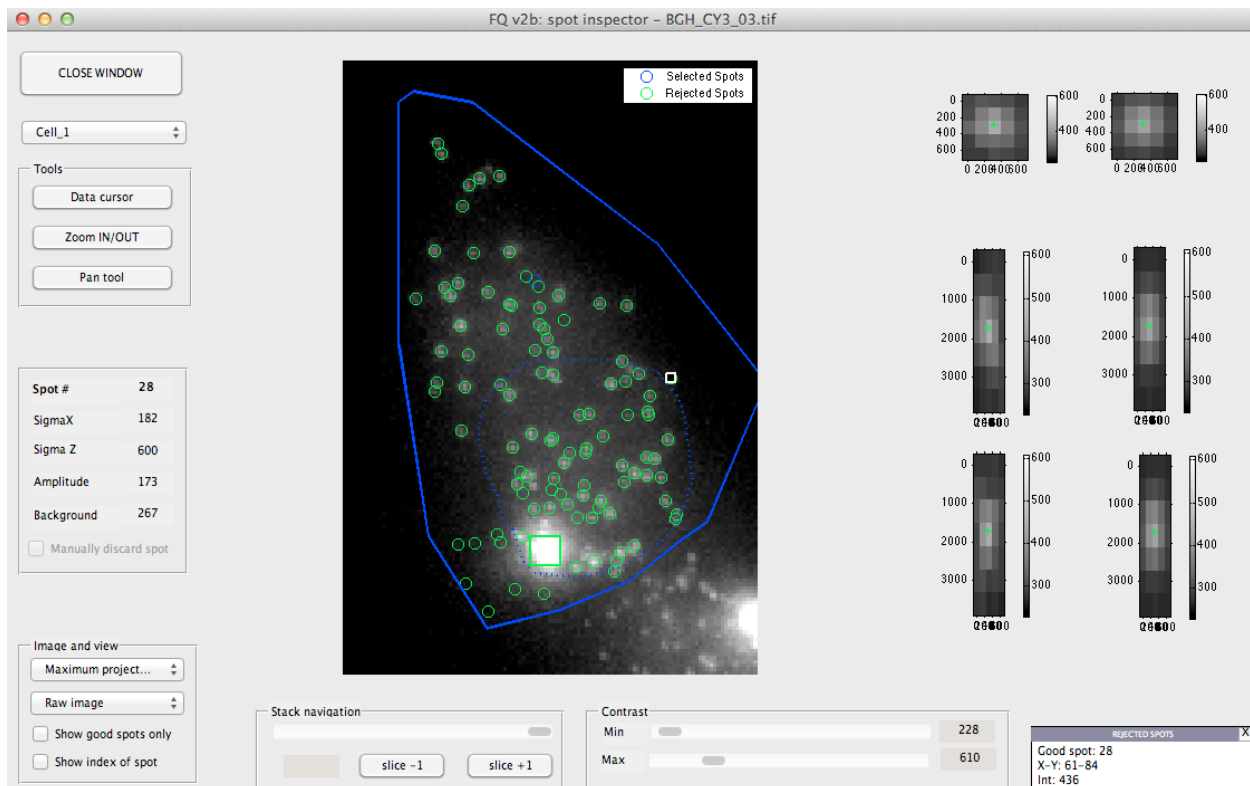 FQ v2b: spot inspector – BGH_CY3_03.tif
CLOSE WINDOW
Cell_1
Tools
Data cursor
Zoom IN/OUT
Pan tool
Spot # 28
SigmaX 182
Sigma Z 600
Amplitude 173
Background 267
Manually discard spot
Image and view
Maximum project...
Raw image
Show good spots only
Show index of spot
Selected Spots
Rejected Spots
Stack navigation
slice -1
slice +1
Contrast
Min 228
Max 610
0
200
400
600
0
600
400
0
200
400
600
0
600
400
0
1000
2000
3000
600
500
400
300
0
1000
2000
3000
600
500
400
300
0
1000
2000
3000
600
500
400
300
0
1000
2000
3000
600
500
400
300
REJECTED SPOTS X
Good spot: 28
X-Y: 61-84
Int: 436